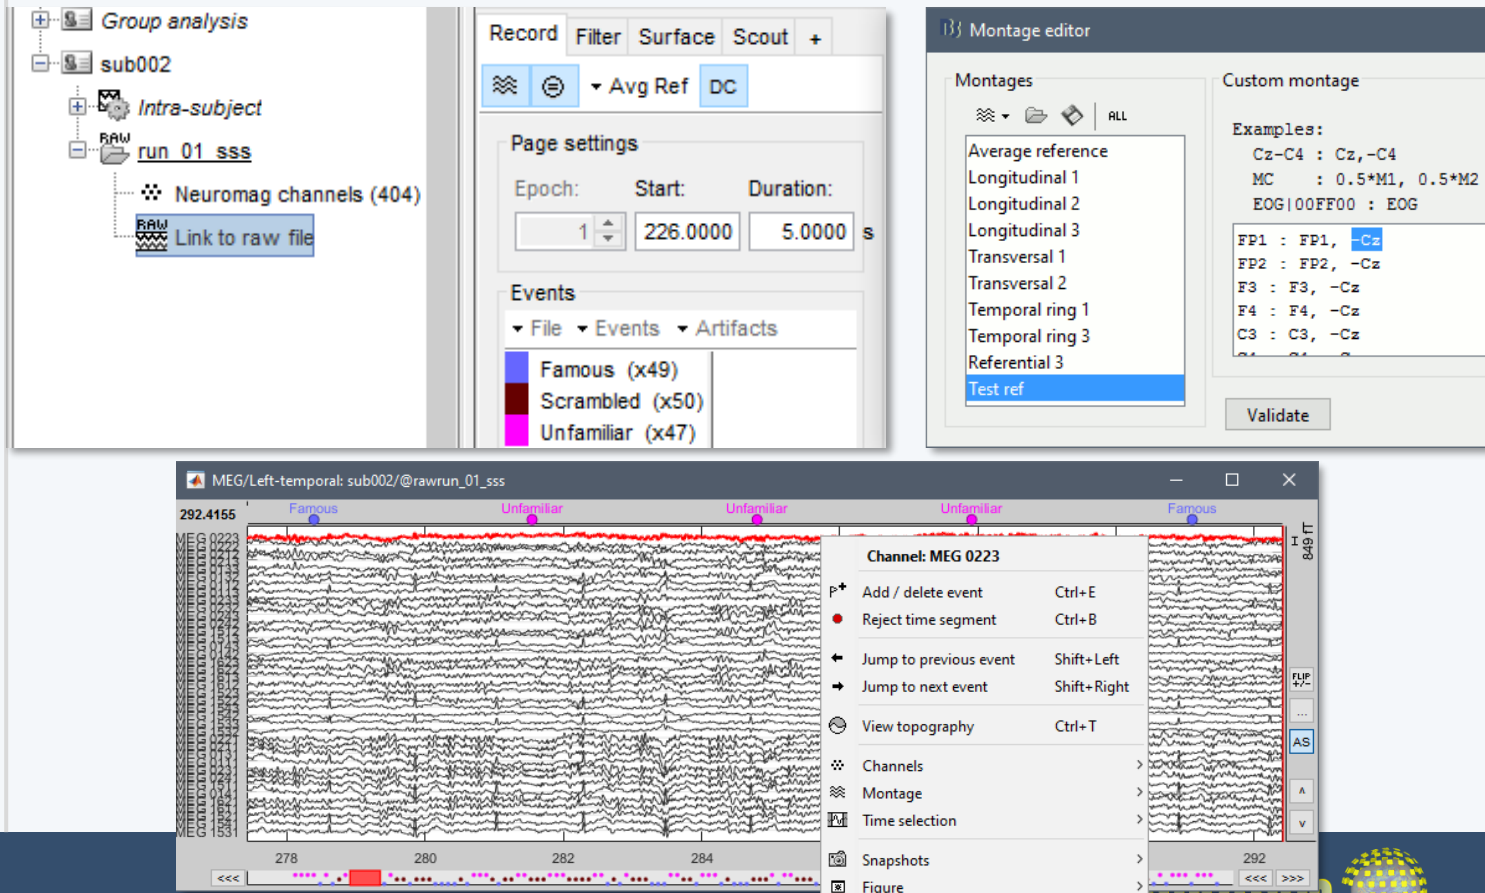 Group analysis
sub002
Intra-subject
RAW
run_01_sss
Neuromag channels (404)
RAW
Link to raw file
Record Filter Surface Scout +
Avg Ref DC
Page settings
Epoch: Start: Duration:
1 226.0000 5.0000 s
Events
File Events Artifacts
Famous (x49)
Scrambled (x50)
Unfamiliar (x47)
Montage editor
Montages
ALL
Average reference
Longitudinal 1
Longitudinal 2
Longitudinal 3
Transversal 1
Transversal 2
Temporal ring 1
Temporal ring 3
Referential 3
Test ref
Custom montage
Examples:
Cz-C4 : Cz,-C4
MC : 0.5*M1, 0.5*M2
EOG|00FF00 : EOG
FP1 : FP1, -Cz
FP2 : FP2, -Cz
F3 : F3, -Cz
F4 : F4, -Cz
C3 : C3, -Cz
Validate
MEG/Left-temporal: sub002/@rawrun_01_sss
292.4155 Famous Unfamiliar Unfamiliar Unfamiliar Famous
849 fT
MEG 0223
Channel: MEG 0223
Add / delete event Ctrl+E
Reject time segment Ctrl+B
Jump to previous event Shift+Left
Jump to next event Shift+Right
View topography Ctrl+T
Channels
Montage
Time selection
Snapshots
Figure
FLIP
+/-
...
AS
MEG 1531
278 280 282 284 292
<<< <<< >>>